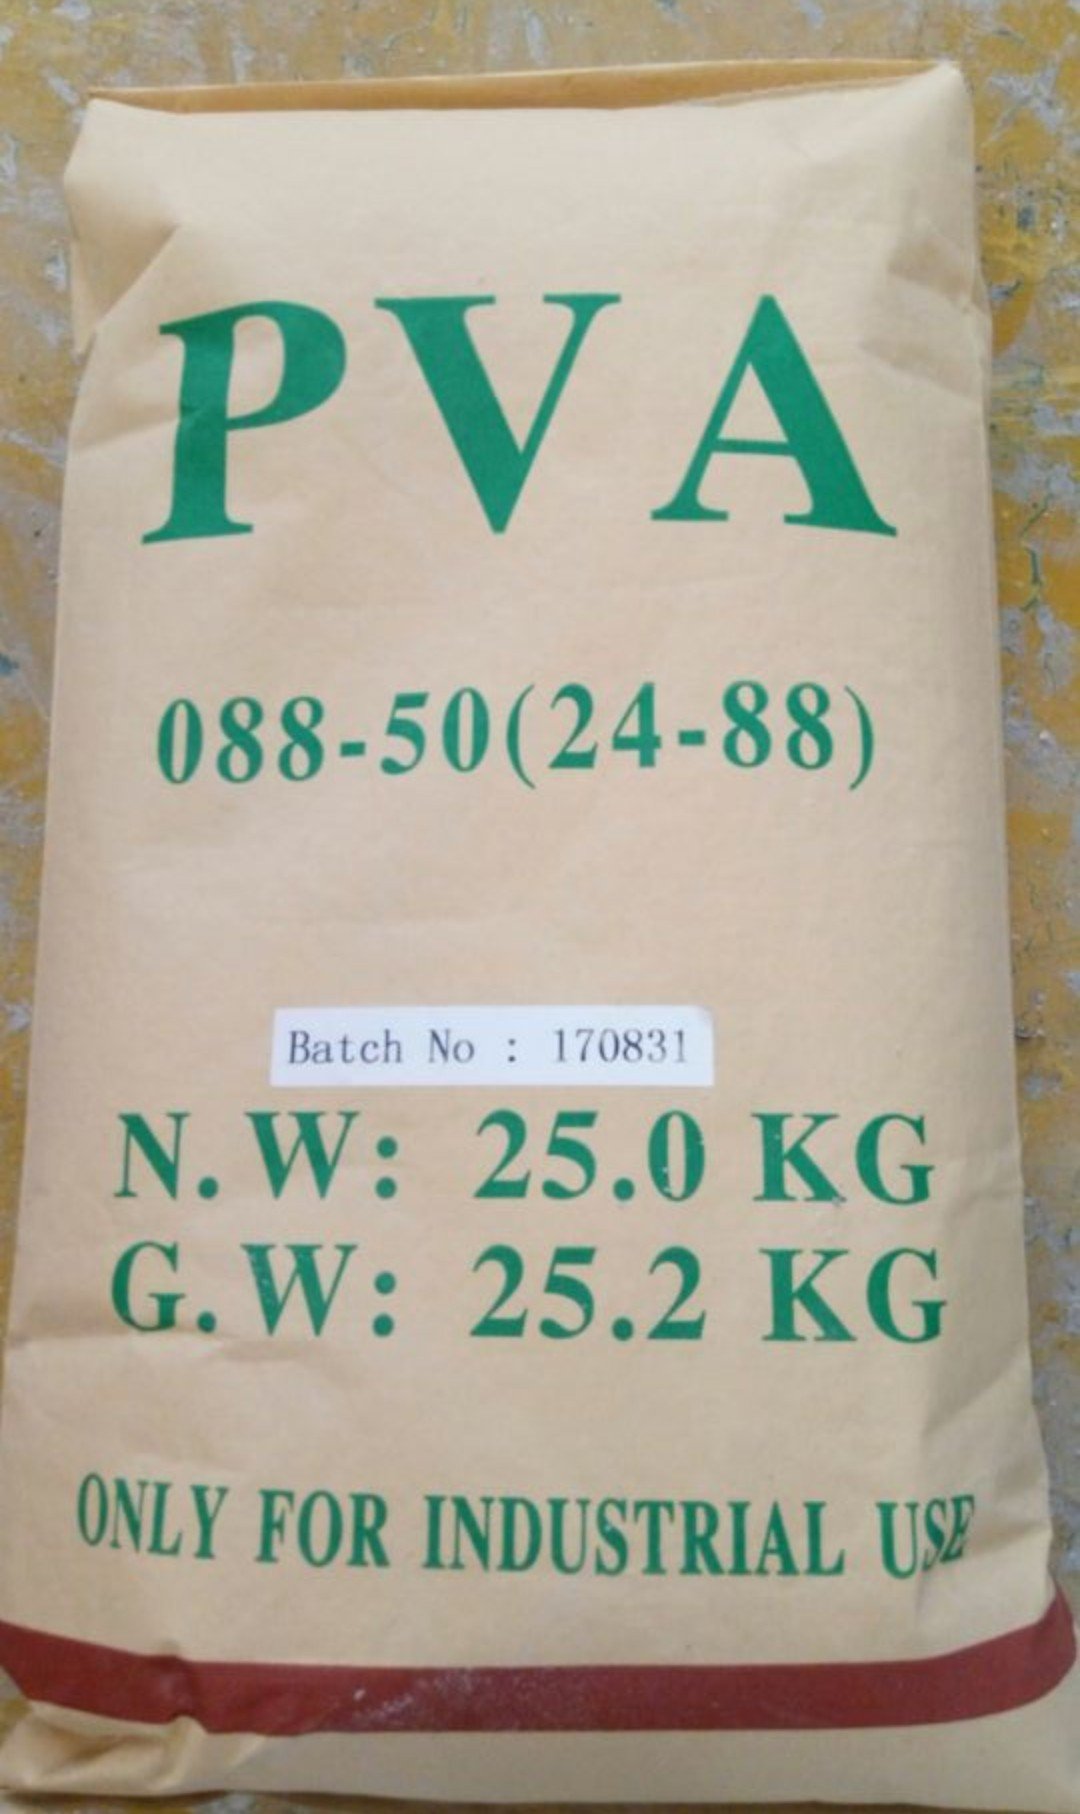 PVA
088-50(24-88)
Batch No : 170831
N.W: 25.0 KG
G.W: 25.2 KG
ONLY FOR INDUSTRIAL USE